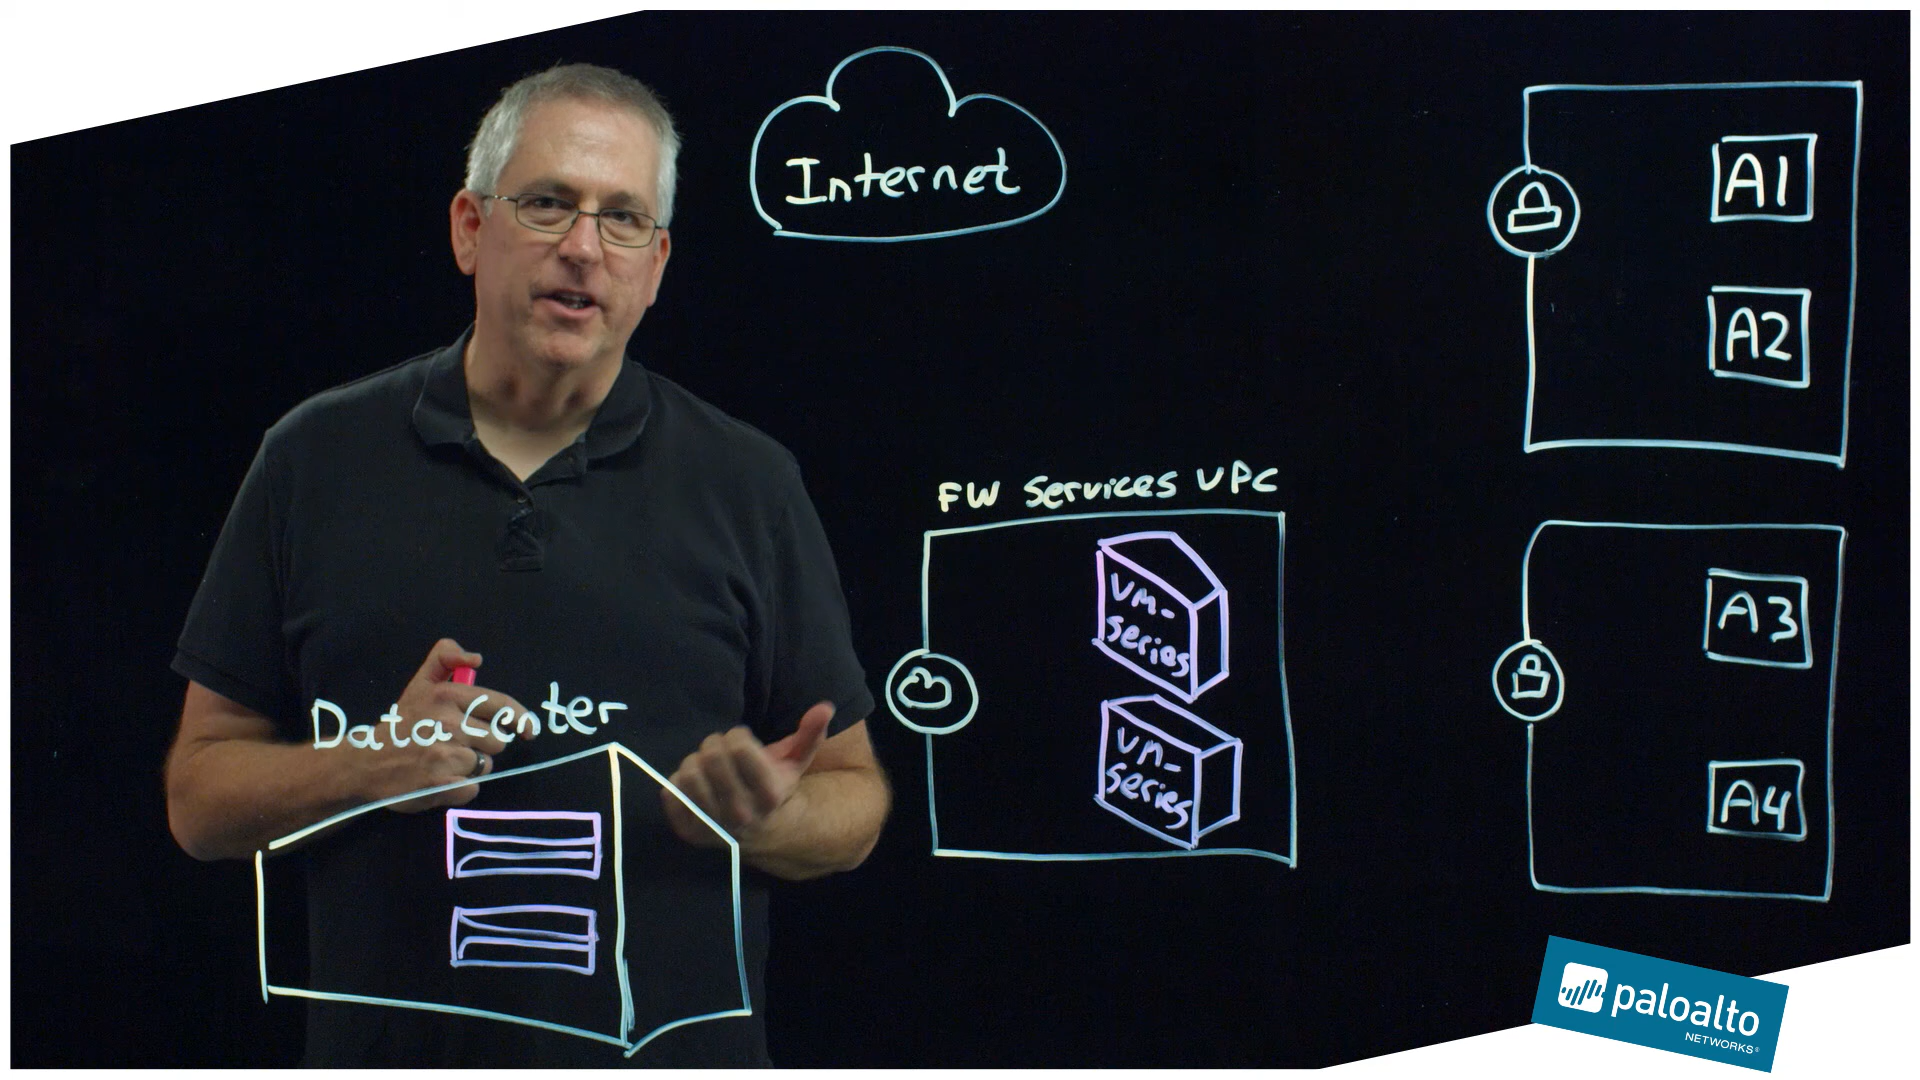 Internet
A1
A2
FW Services VPC
VM-
series
VM-
series
A3
A4
Data Center
paloalto
NETWORKS®